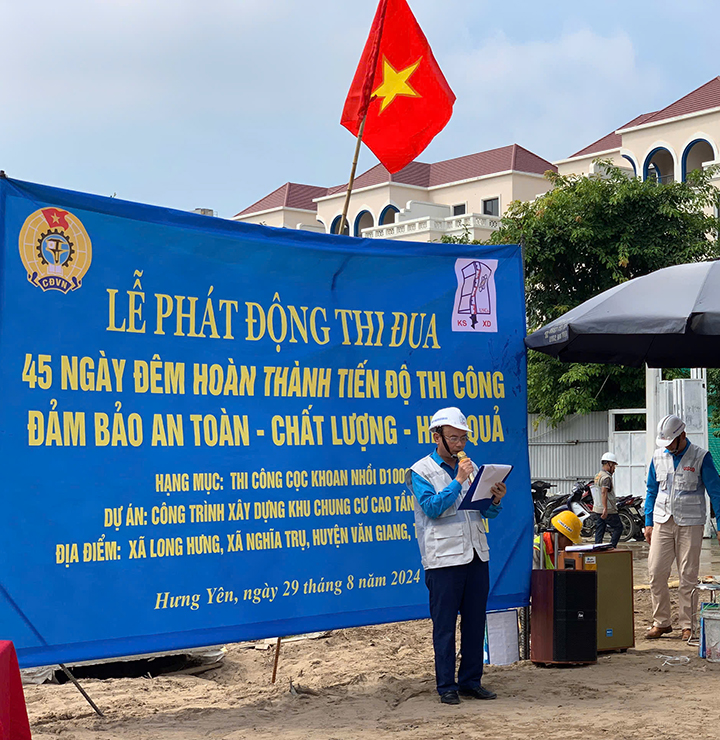 CĐVN
KS XD
LỄ PHÁT ĐỘNG THI ĐUA
45 NGÀY ĐÊM HOÀN THÀNH TIẾN ĐỘ THI CÔNG
ĐẢM BẢO AN TOÀN - CHẤT LƯỢNG - QUẢ
HẠNG MỤC: THI CÔNG CỌC KHOAN NHỒI
DỰ ÁN: CÔNG TRÌNH XÂY DỰNG KHU CHUNG CƯ CAO
ĐỊA ĐIỂM: XÃ LONG HƯNG, XÃ NGHĨA TRỤ, HUYỆN VĂN GIANG,
Hưng Yên, ngày 29 tháng 8 năm 2024